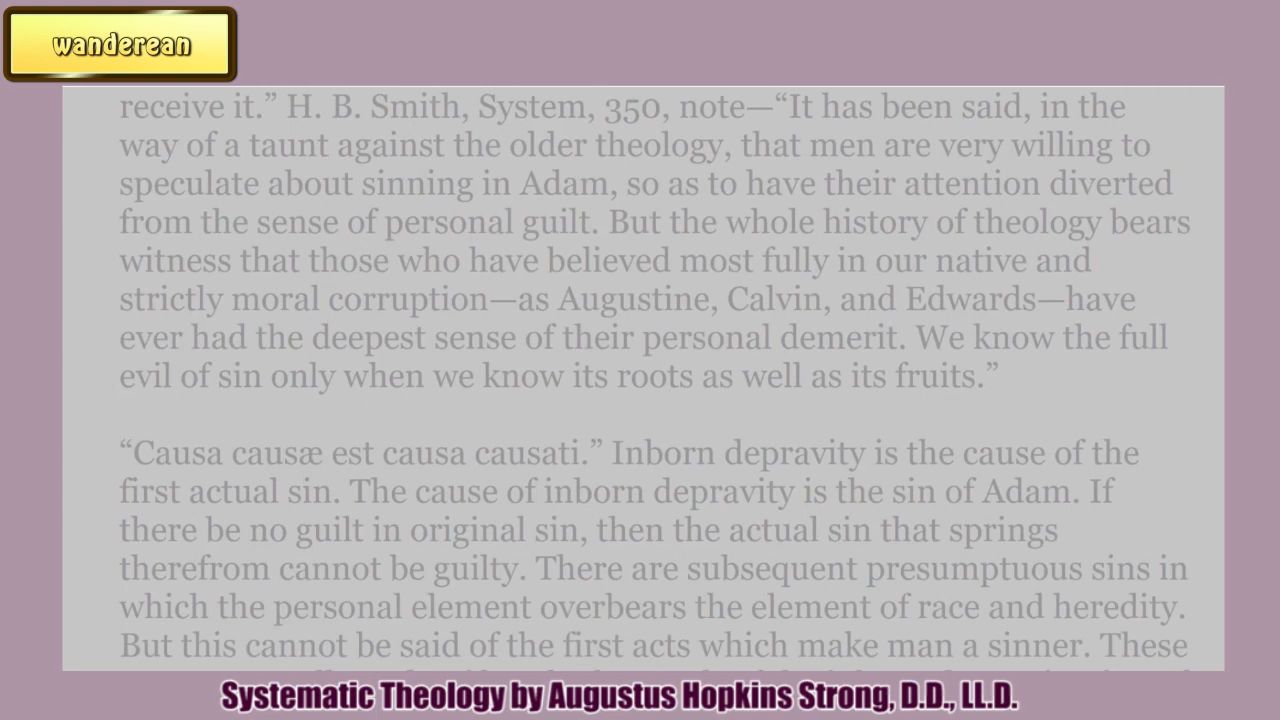 wanderean
receive it.” H. B. Smith, System, 350, note—“It has been said, in the
way of a taunt against the older theology, that men are very willing to
speculate about sinning in Adam, so as to have their attention diverted
from the sense of personal guilt. But the whole history of theology bears
witness that those who have believed most fully in our native and
strictly moral corruption—as Augustine, Calvin, and Edwards—have
ever had the deepest sense of their personal demerit. We know the full
evil of sin only when we know its roots as well as its fruits.”
“Causa causæ est causa causati.” Inborn depravity is the cause of the
first actual sin. The cause of inborn depravity is the sin of Adam. If
there be no guilt in original sin, then the actual sin that springs
therefrom cannot be guilty. There are subsequent presumptuous sins in
which the personal element overbears the element of race and heredity.
But this cannot be said of the first acts which make man a sinner. These
Systematic Theology by Augustus Hopkins Strong, D.D., LL.D.